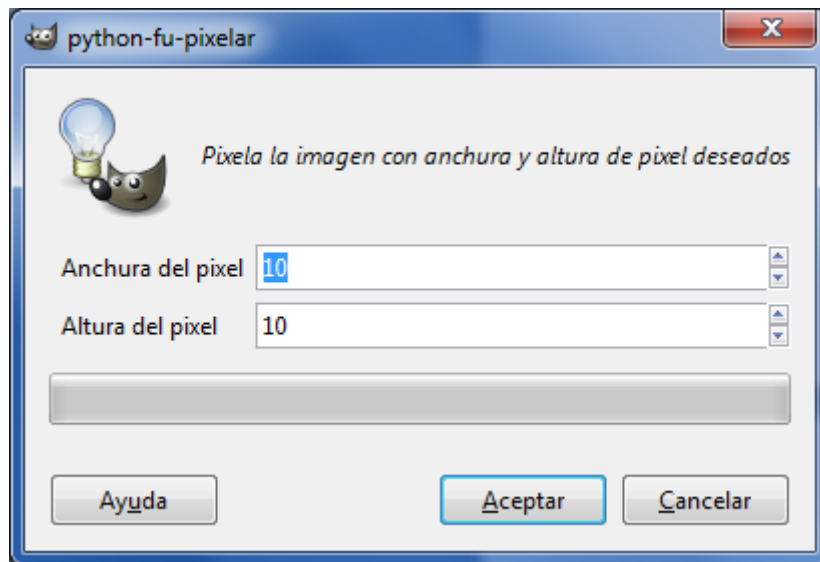 python-fu-pixelar
Pixela la imagen con anchura y altura de pixel deseados
Anchura del pixel 10
Altura del pixel 10
Ayuda Aceptar Cancelar